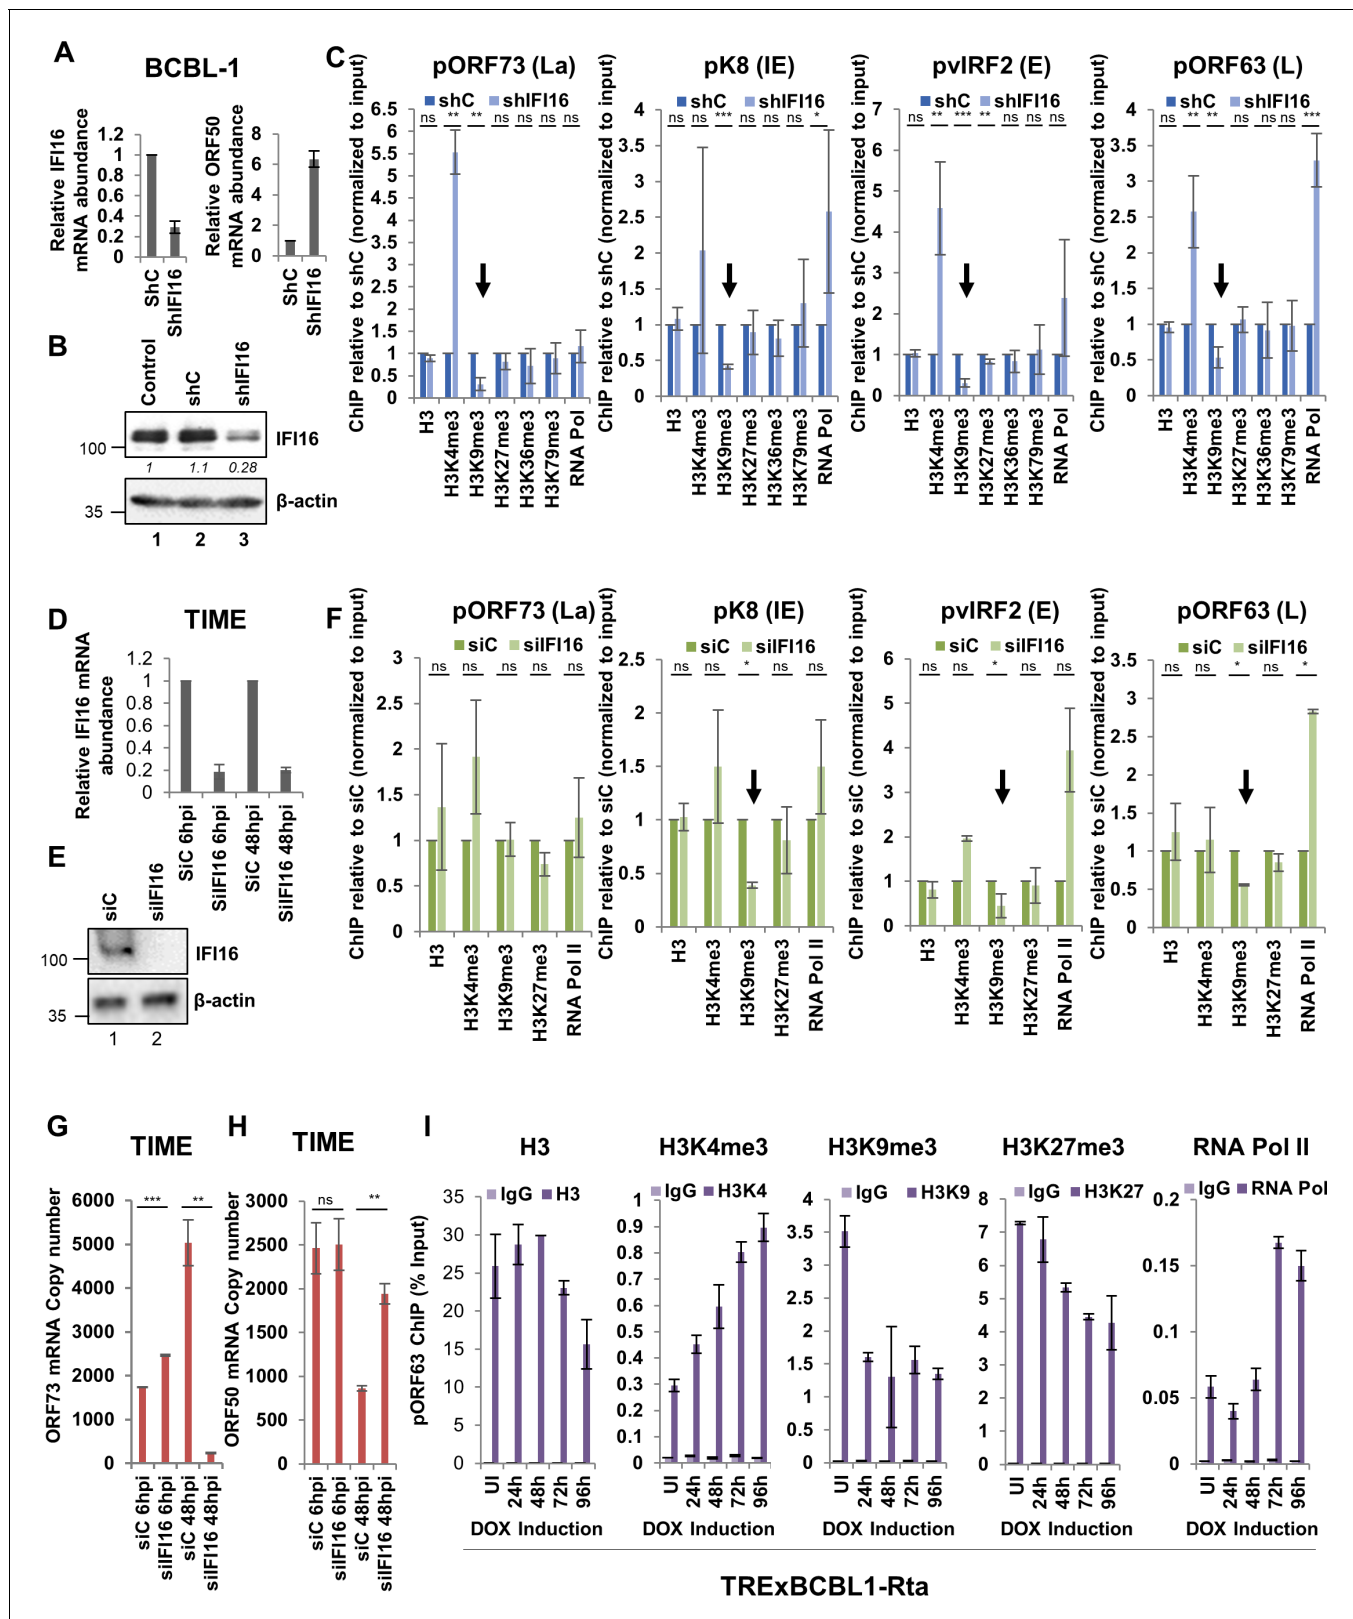 A
BCBL-1
Relative IFI16
mRNA abundance
1.2
1
0.8
0.6
0.4
0.2
0
ShC
ShIFI16
Relative ORF50
mRNA abundance
8
6
4
2
0
ShC
ShIFI16
B
Control
shC
shIFI16
100
IFI16
1 1.1 0.28
35
β-actin
1 2 3
C
ChIP relative to shC (normalized to input)
pORF73 (La)
shC shIFI16
ns ** ** ns ns ns ns
6.5
6
5.5
5
4.5
4
3.5
3
2.5
2
1.5
1
0.5
0
H3
H3K4me3
H3K9me3
H3K27me3
H3K36me3
H3K79me3
RNA Pol
ChIP relative to shC (normalized to input)
pK8 (IE)
shC shIFI16
ns ns *** ns ns ns *
4
3.5
3
2.5
2
1.5
1
0.5
0
H3
H3K4me3
H3K9me3
H3K27me3
H3K36me3
H3K79me3
RNA Pol
ChIP relative to shC (normalized to input)
pvIRF2 (E)
shC shIFI16
ns ** *** ** ns ns ns
7
6
5
4
3
2
1
0
H3
H3K4me3
H3K9me3
H3K27me3
H3K36me3
H3K79me3
RNA Pol
ChIP relative to shC (normalized to input)
pORF63 (L)
shC shIFI16
ns ** ** ns ns ns ***
4
3.5
3
2.5
2
1.5
1
0.5
0
H3
H3K4me3
H3K9me3
H3K27me3
H3K36me3
H3K79me3
RNA Pol
D
TIME
Relative IFI16 mRNA
abundance
1.2
1
0.8
0.6
0.4
0.2
0
SiC 6hpi
SiIFI16 6hpi
SiC 48hpi
SiIFI16 48hpi
E
siC
siIFI16
100
IFI16
35
β-actin
1 2
F
ChIP relative to siC (normalized to input)
pORF73 (La)
siC siIFI16
ns ns ns ns ns
3
2.5
2
1.5
1
0.5
0
H3
H3K4me3
H3K9me3
H3K27me3
RNA Pol II
ChIP relative to siC (normalized to input)
pK8 (IE)
siC siIFI16
ns ns * ns ns
2.5
2
1.5
1
0.5
0
H3
H3K4me3
H3K9me3
H3K27me3
RNA Pol II
ChIP relative to siC (normalized to input)
pvIRF2 (E)
siC siIFI16
ns ns * ns ns
6
5
4
3
2
1
0
H3
H3K4me3
H3K9me3
H3K27me3
RNA Pol II
ChIP relative to siC (normalized to input)
pORF63 (L)
siC siIFI16
ns ns * ns *
3.5
3
2.5
2
1.5
1
0.5
0
H3
H3K4me3
H3K9me3
H3K27me3
RNA Pol II
G
TIME
ORF73 mRNA Copy number
*** **
6000
5000
4000
3000
2000
1000
0
siC 6hpi
siIFI16 6hpi
siC 48hpi
siIFI16 48hpi
H
TIME
ORF50 mRNA Copy number
ns **
3000
2500
2000
1500
1000
500
0
siC 6hpi
siIFI16 6hpi
siC 48hpi
siIFI16 48hpi
I
pORF63 ChIP (% Input)
H3
IgG H3
35
30
25
20
15
10
5
0
UI
24h
48h
72h
96h
DOX Induction
H3K4me3
IgG H3K4
1
0.9
0.8
0.7
0.6
0.5
0.4
0.3
0.2
0.1
0
UI
24h
48h
72h
96h
DOX Induction
H3K9me3
IgG H3K9
4
3.5
3
2.5
2
1.5
1
0.5
0
UI
24h
48h
72h
96h
DOX Induction
H3K27me3
IgG H3K27
8
7
6
5
4
3
2
1
0
UI
24h
48h
72h
96h
DOX Induction
RNA Pol II
IgG RNA Pol
0.2
0.15
0.1
0.05
0
UI
24h
48h
72h
96h
DOX Induction
TRExBCBL1-Rta